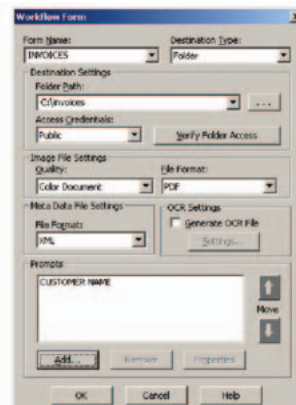 Workflow Form
Form Name: Destination Type:
INVOICES Folder
Destination Settings
Folder Path:
C:\Invoices ...
Access Credentials:
Public Verify Folder Access
Image File Settings
Quality: File Format:
Color Document PDF
Meta Data File Settings OCR Settings
File Format: Generate OCR File
XML Settings...
Prompts
CUSTOMER NAME
Move
Add... Remove Properties
OK Cancel Help